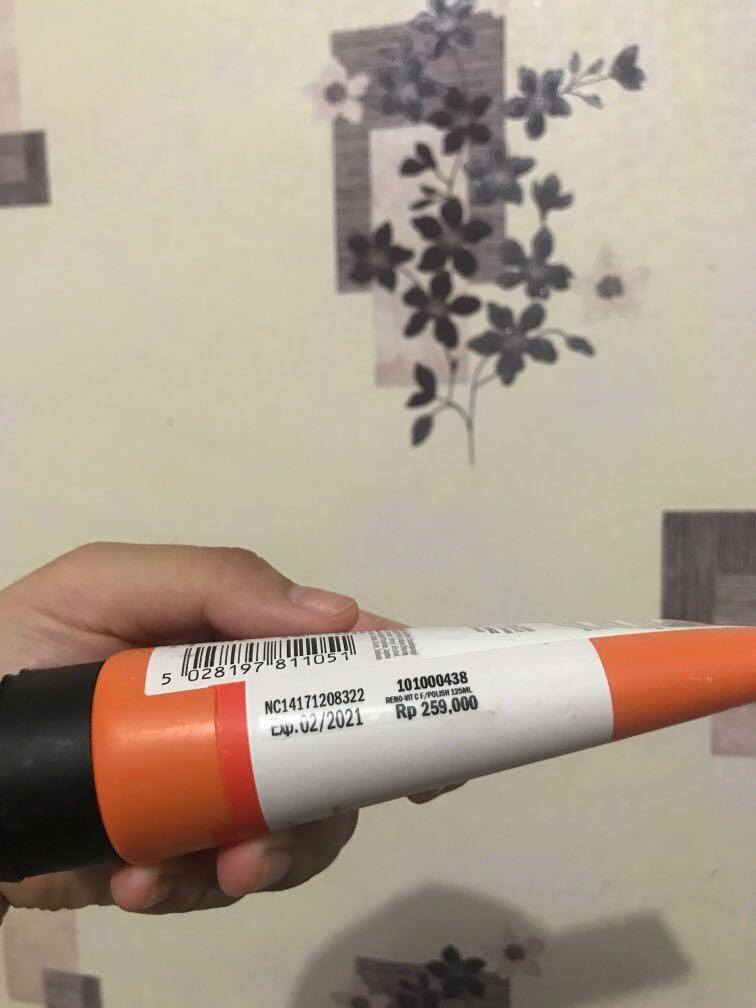 5 028197 811051
NC14171208322
Exp.02/2021
101000438
RENO-VIT C F/POLISH 125ML
Rp 259,000